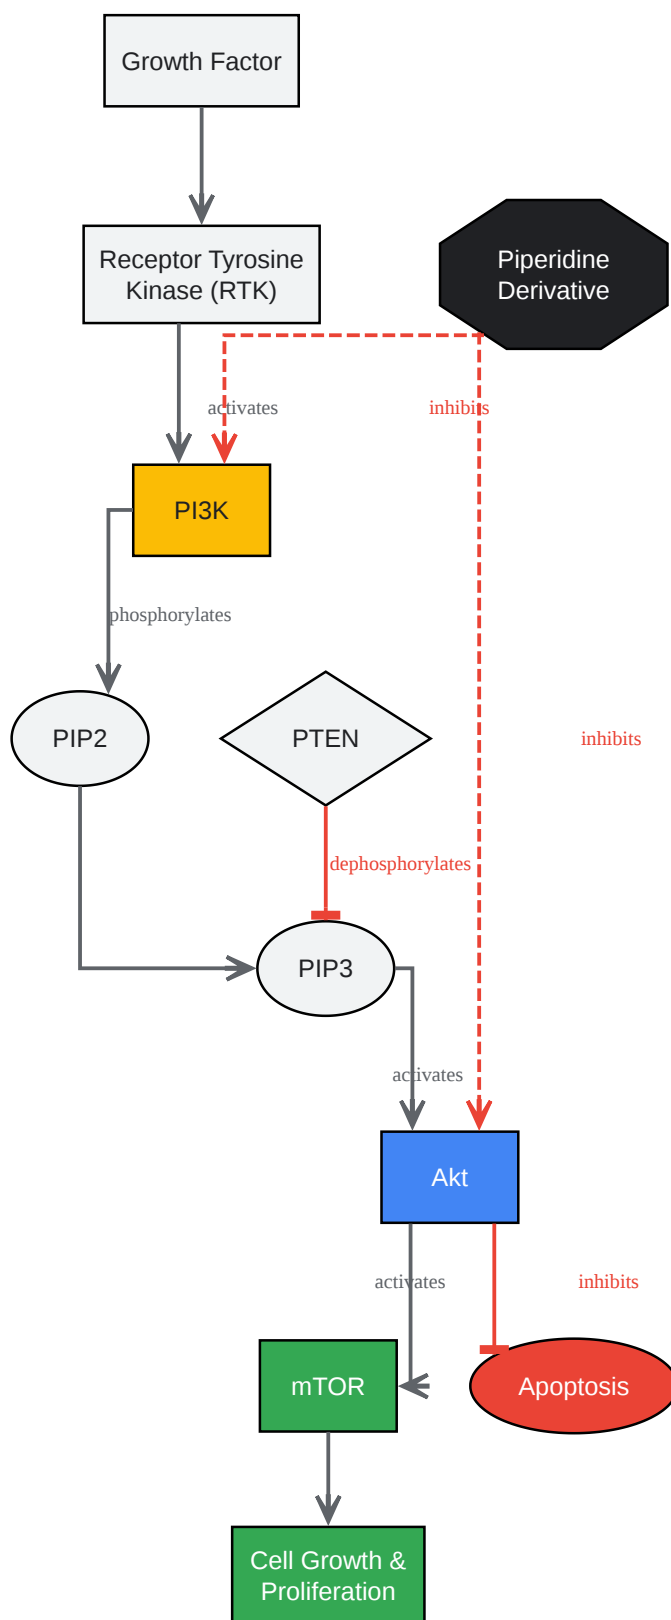 Growth Factor
Receptor Tyrosine
Kinase (RTK)
Piperidine
Derivative
activates
inhibits
PI3K
phosphorylates
PIP2
PTEN
inhibits
dephosphorylates
PIP3
activates
Akt
activates
inhibits
mTOR
Apoptosis
Cell Growth &
Proliferation